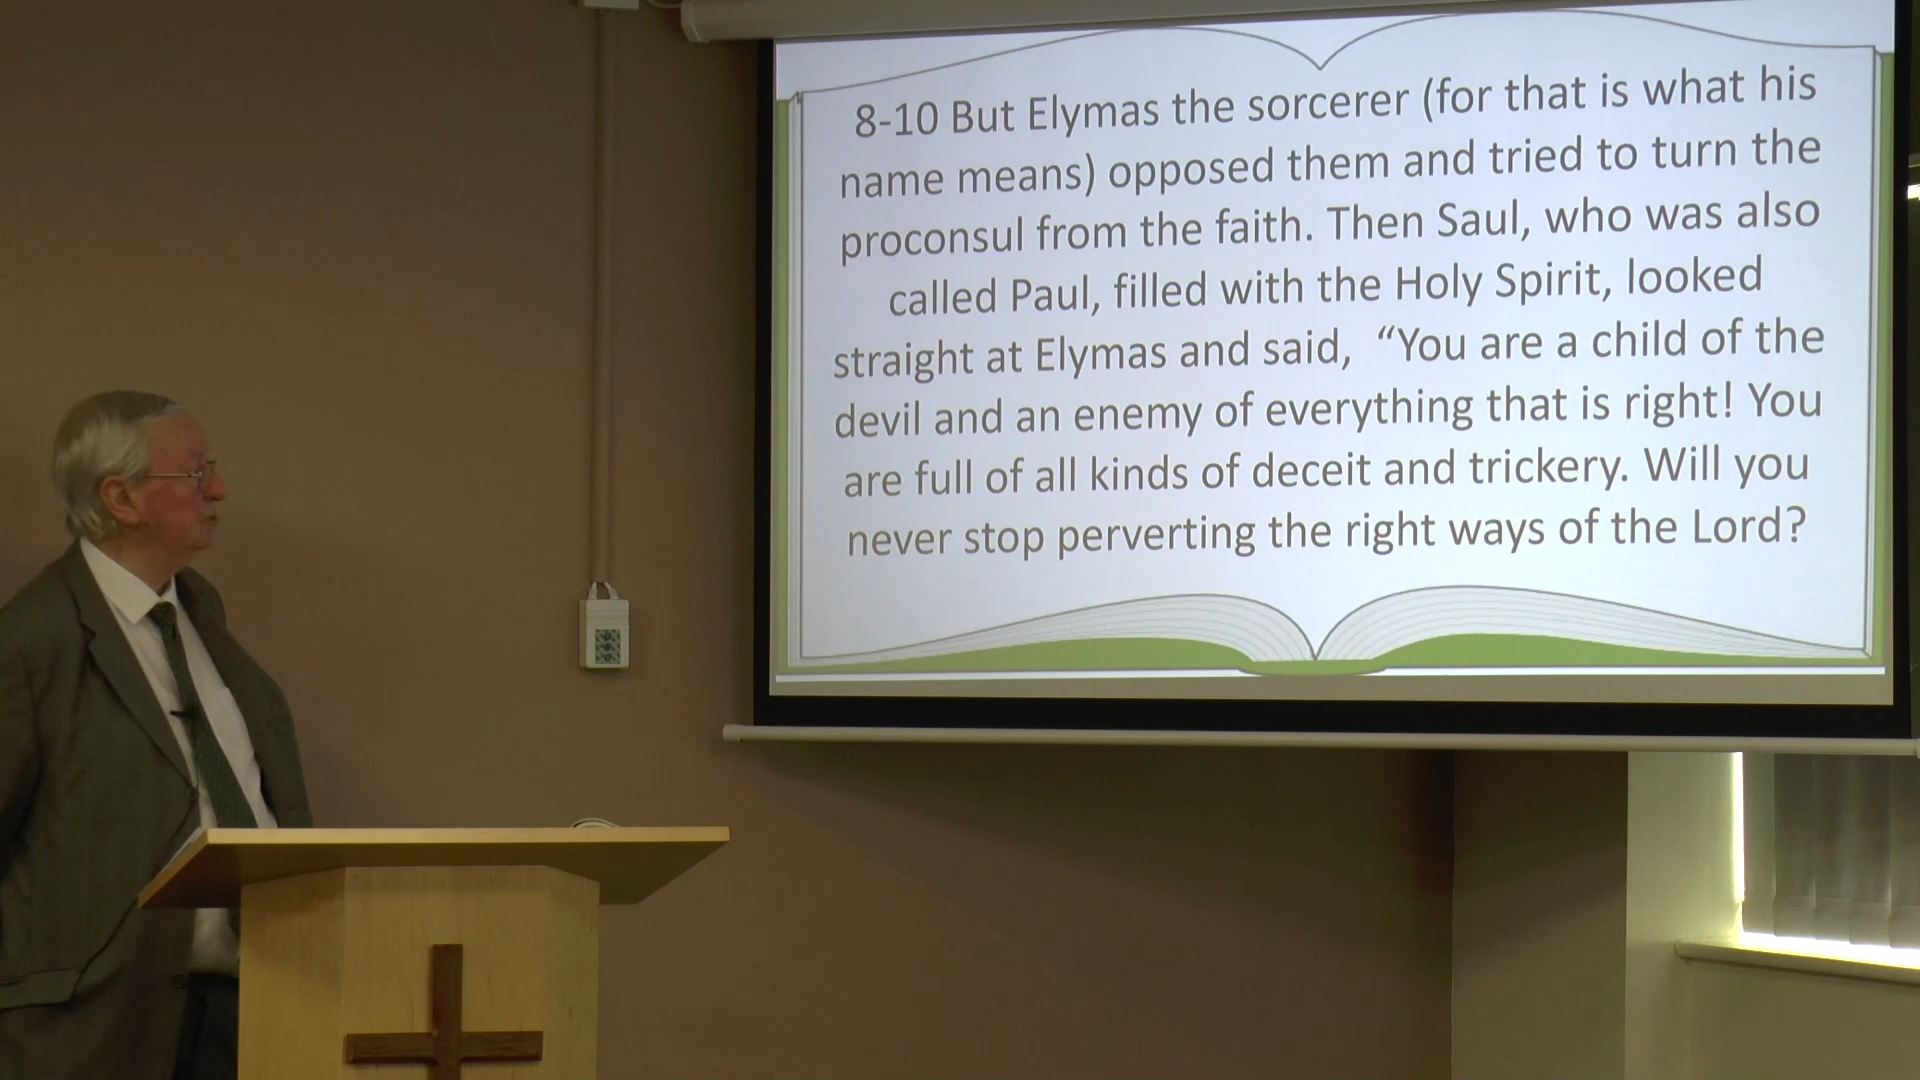 8-10 But Elymas the sorcerer (for that is what his
name means) opposed them and tried to turn the
proconsul from the faith. Then Saul, who was also
called Paul, filled with the Holy Spirit, looked
straight at Elymas and said, “You are a child of the
devil and an enemy of everything that is right! You
are full of all kinds of deceit and trickery. Will you
never stop perverting the right ways of the Lord?